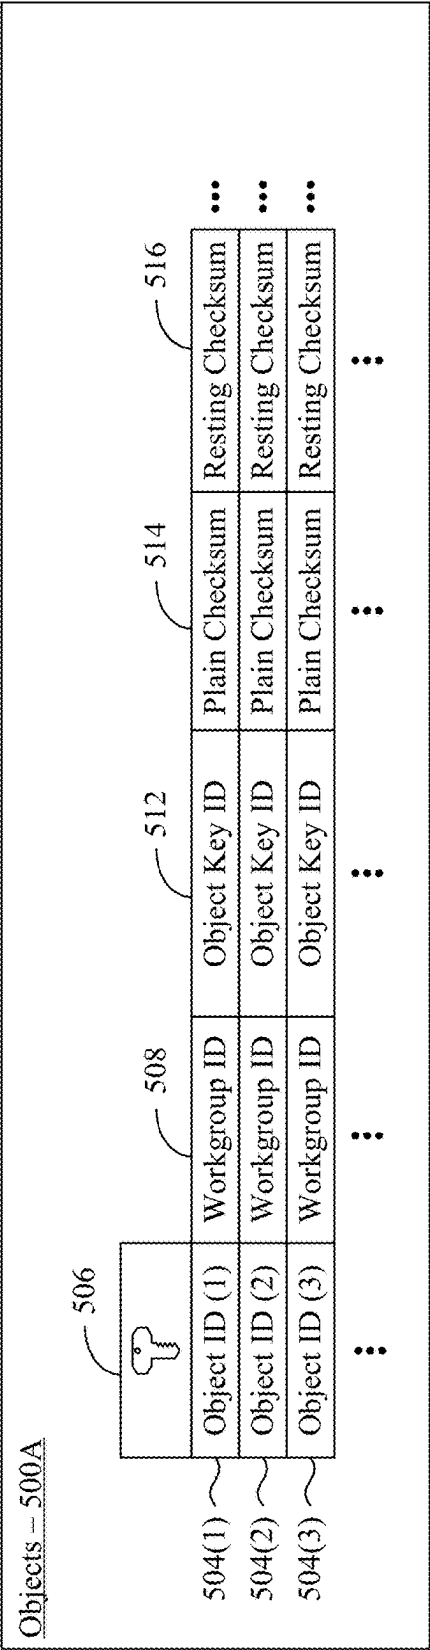 Objects – 500A
506
508
512
514
516
504(1) Object ID (1) Workgroup ID Object Key ID Plain Checksum Resting Checksum •••
504(2) Object ID (2) Workgroup ID Object Key ID Plain Checksum Resting Checksum •••
504(3) Object ID (3) Workgroup ID Object Key ID Plain Checksum Resting Checksum •••
••• ••• ••• ••• •••